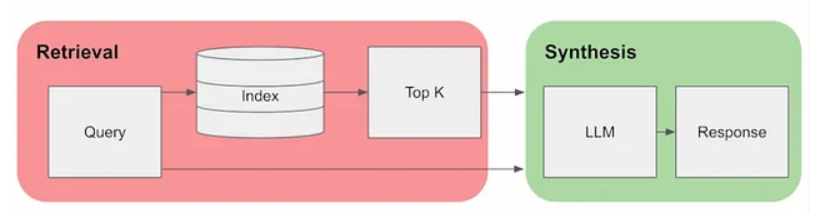 Retrieval
Query
Index
Top K
Synthesis
LLM
Response